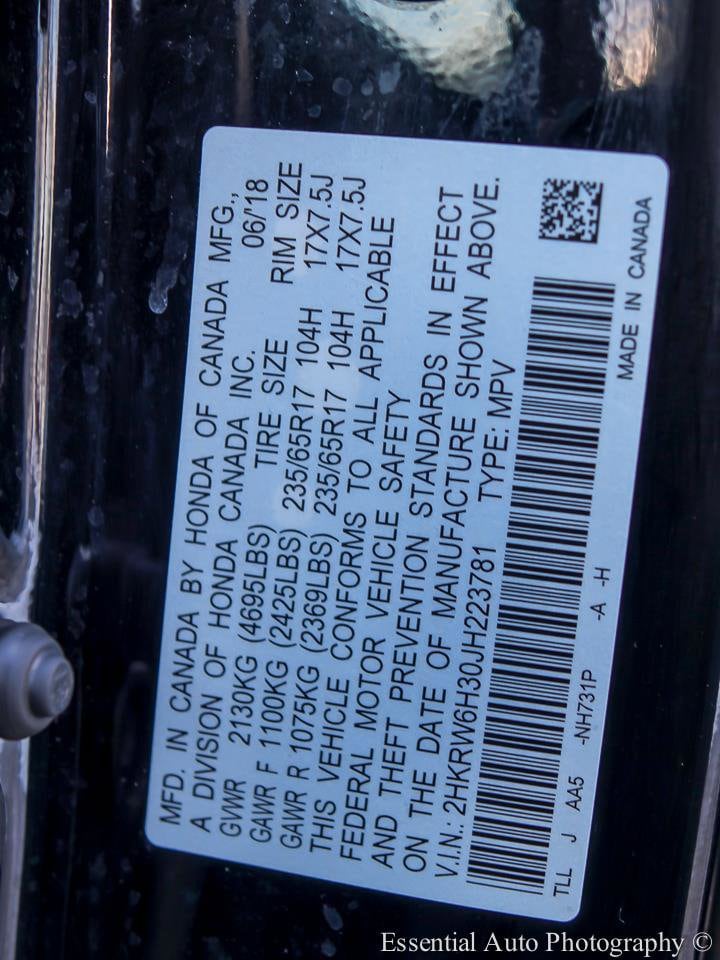 MFD. IN CANADA BY HONDA OF CANADA MFG.,
A DIVISION OF HONDA CANADA INC. 06/'18
GVWR 2130KG (4695LBS) TIRE SIZE RIM SIZE
GAWR F 1100KG (2425LBS) 235/65R17 104H 17X7.5J
GAWR R 1075KG (2369LBS) 235/65R17 104H 17X7.5J
THIS VEHICLE CONFORMS TO ALL APPLICABLE
FEDERAL MOTOR VEHICLE SAFETY
AND THEFT PREVENTION STANDARDS IN EFFECT
ON THE DATE OF MANUFACTURE SHOWN ABOVE.
V.I.N.: 2HKRW6H30JH223781 TYPE: MPV
TLL J AA5 -NH731P -A -H
MADE IN CANADA
Essential Auto Photography ©